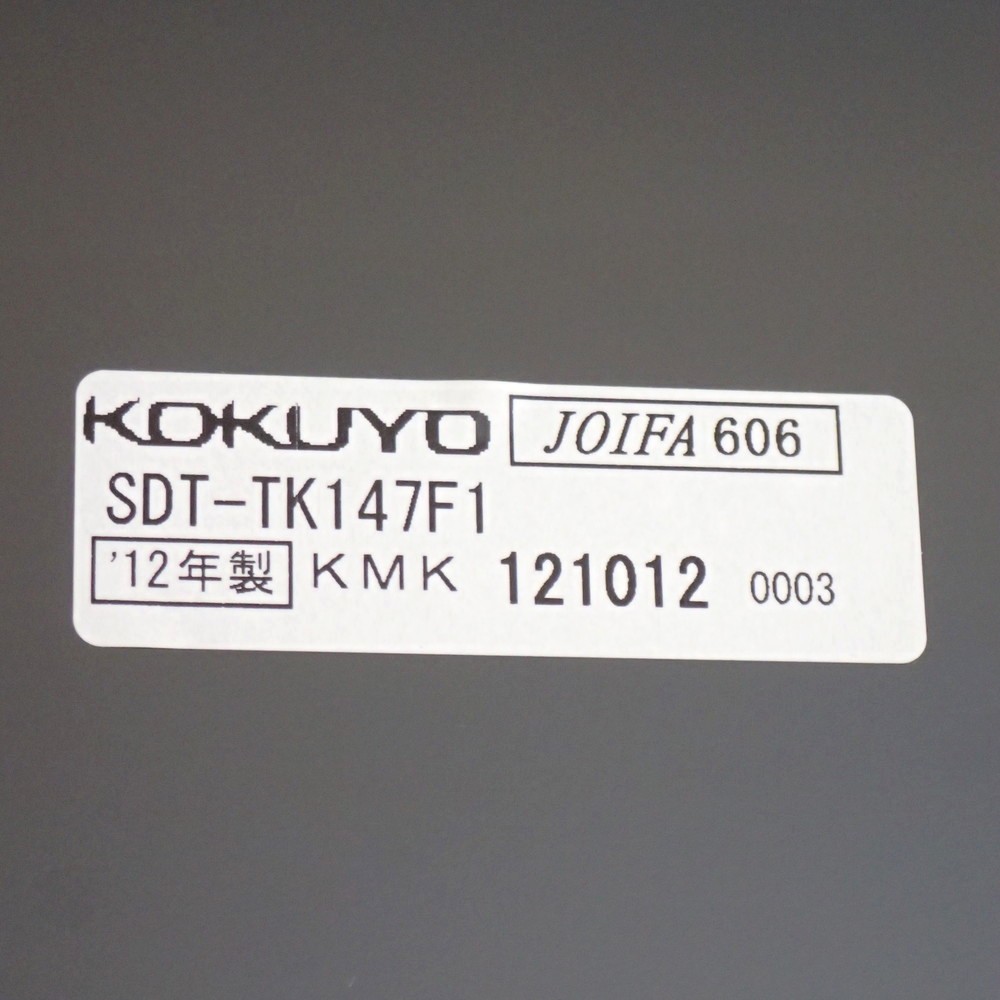 KOKUYO JOIFA 606
SDT-TK147F1
'12年製 KMK 121012 0003